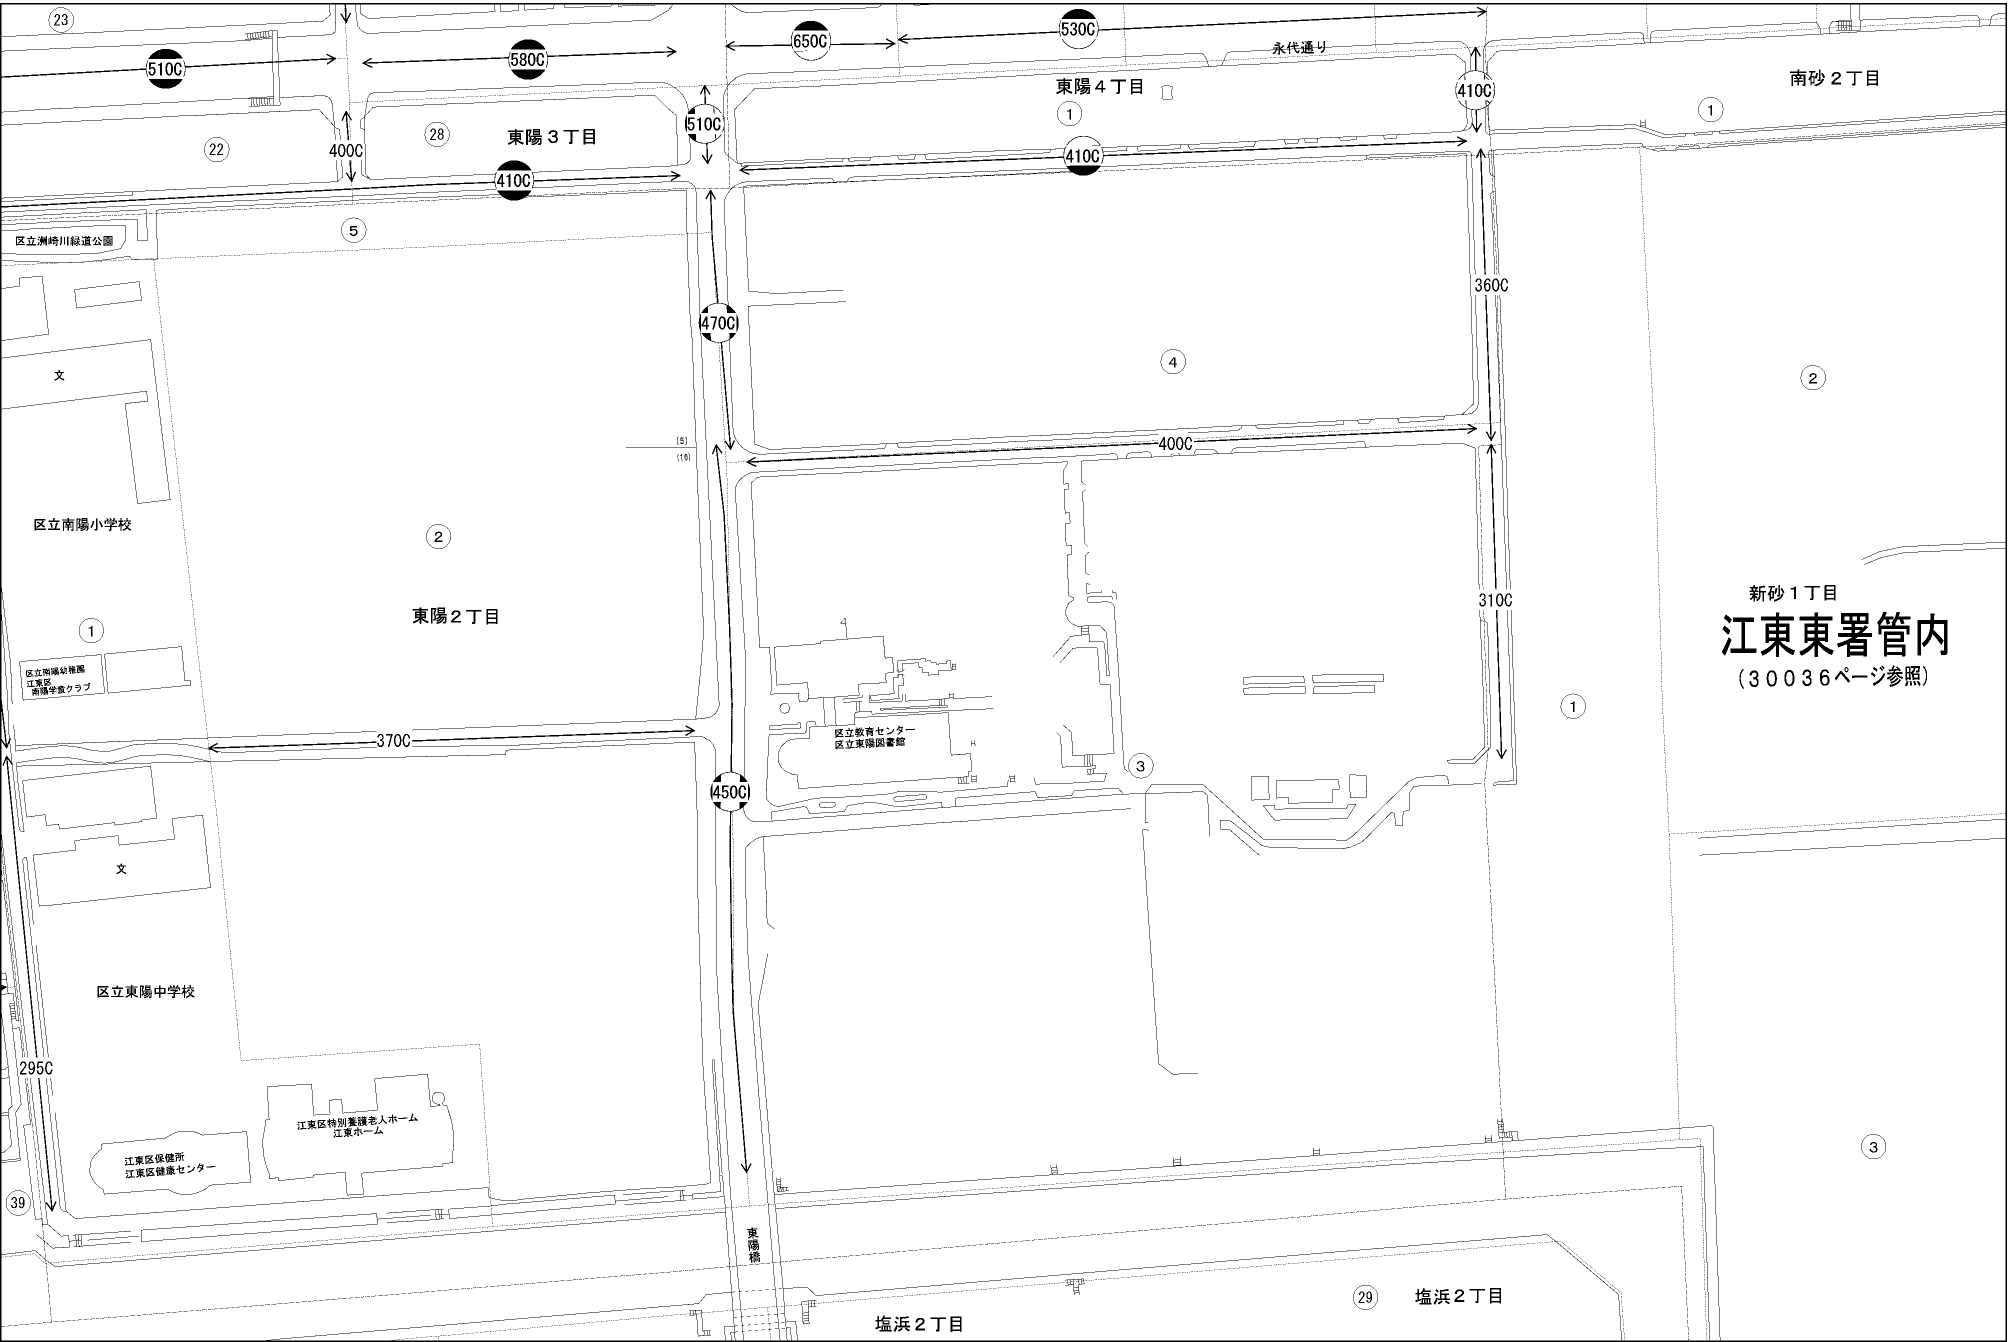 23
510C
580C
650C
530C
永代通り
410C
東陽4丁目
南砂2丁目
1
1
510C
22
400C
28
東陽3丁目
410C
410C
区立洲崎川緑道公園
5
360C
470C
4
2
文
(5)
(10)
400C
区立南陽小学校
2
新砂1丁目
江東東署管内
(30036ページ参照)
310C
東陽2丁目
1
区立南陽幼稚園
江東区
南陽学童クラブ
1
370C
区立教育センター
区立東陽図書館
3
450C
文
区立東陽中学校
295C
江東区特別養護老人ホーム
江東ホーム
江東区保健所
江東区健康センター
3
39
東陽橋
29
塩浜2丁目
塩浜2丁目